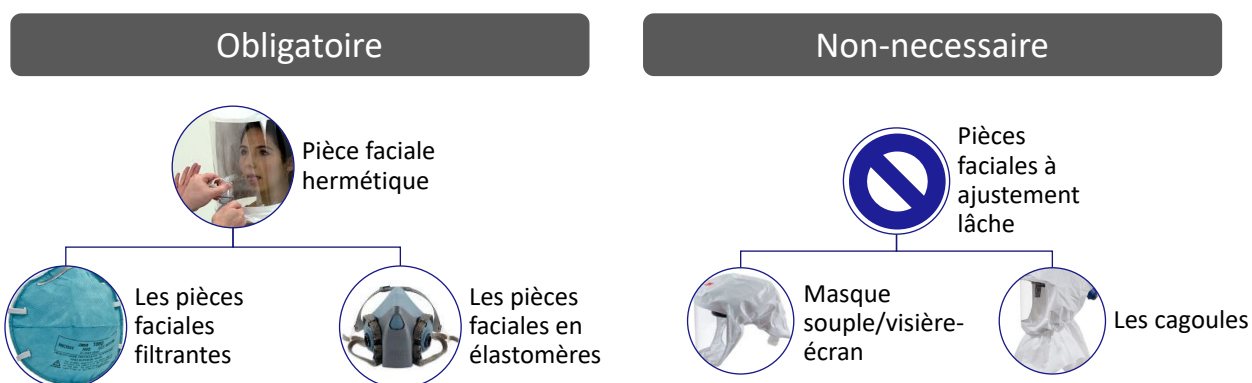 Obligatoire
Non-necessaire
Pièce faciale
hermétique
Pièces
faciales à
ajustement
lâche
Les pièces
faciales
filtrantes
Les pièces
faciales en
élastomères
Masque
souple/visière-
écran
Les cagoules